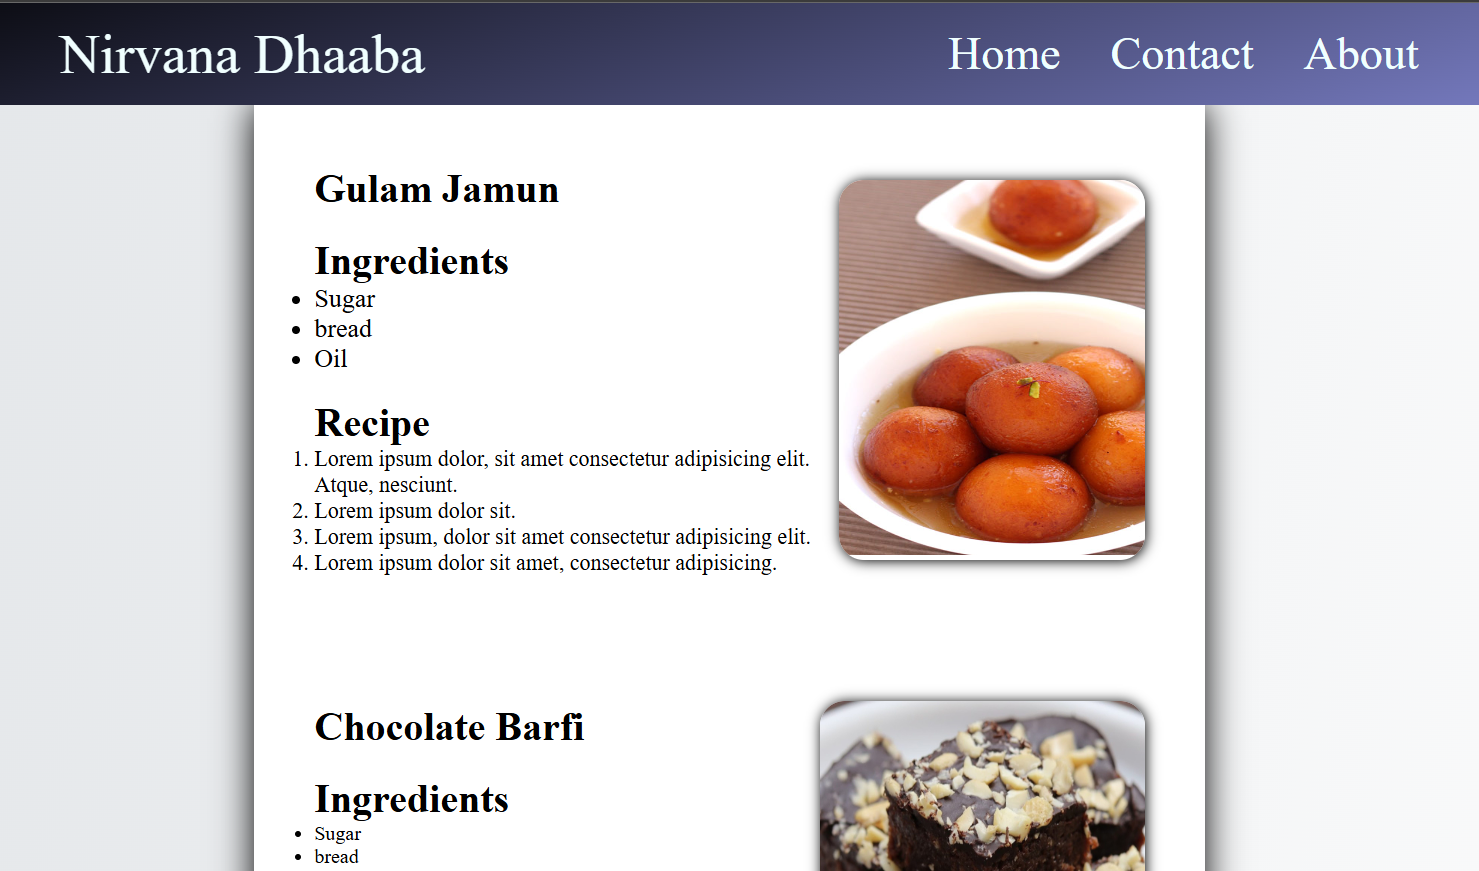 Nirvana Dhaaba
Home Contact About
Gulam Jamun
Ingredients
• Sugar
• bread
• Oil
Recipe
1. Lorem ipsum dolor, sit amet consectetur adipisicing elit.
Atque, nesciunt.
2. Lorem ipsum dolor sit.
3. Lorem ipsum, dolor sit amet consectetur adipisicing elit.
4. Lorem ipsum dolor sit amet, consectetur adipisicing.
Chocolate Barfi
Ingredients
• Sugar
• bread